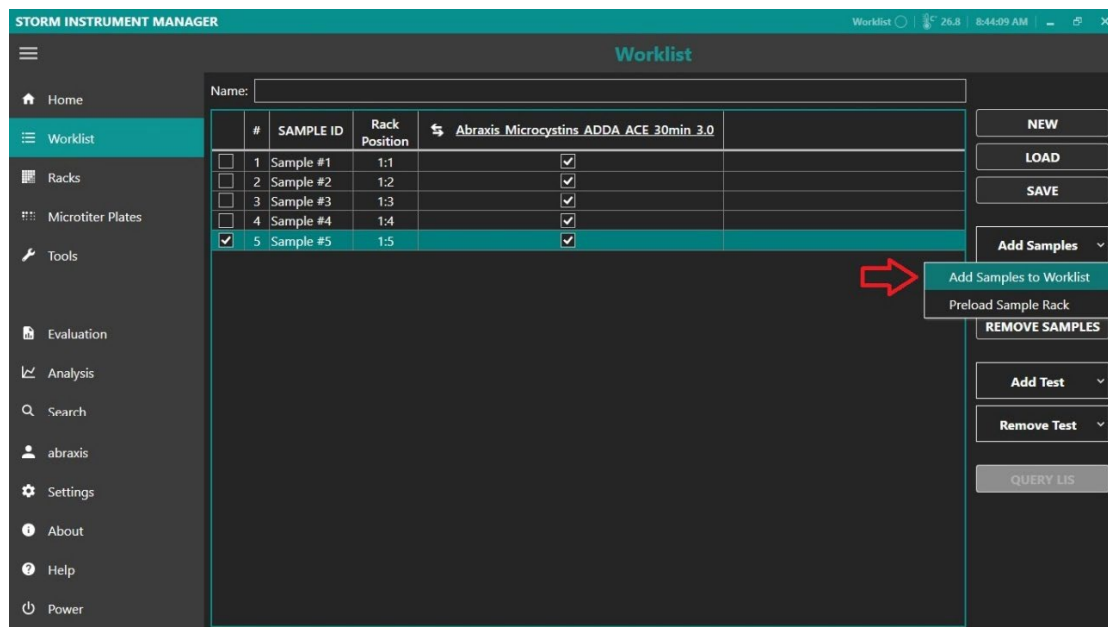 STORM INSTRUMENT MANAGER
Worklist 26.8 8:44:09 AM
Worklist
Home
Worklist
Racks
Microtiter Plates
Tools
Evaluation
Analysis
Search
abraxis
Settings
About
Help
Power
Name:
# SAMPLE ID Rack Position Abraxis Microcystins ADDA ACE 30min 3.0
1 Sample #1 1:1
2 Sample #2 1:2
3 Sample #3 1:3
4 Sample #4 1:4
5 Sample #5 1:5
NEW
LOAD
SAVE
Add Samples
Add Samples to Worklist
Preload Sample Rack
REMOVE SAMPLES
Add Test
Remove Test
QUERY LIS